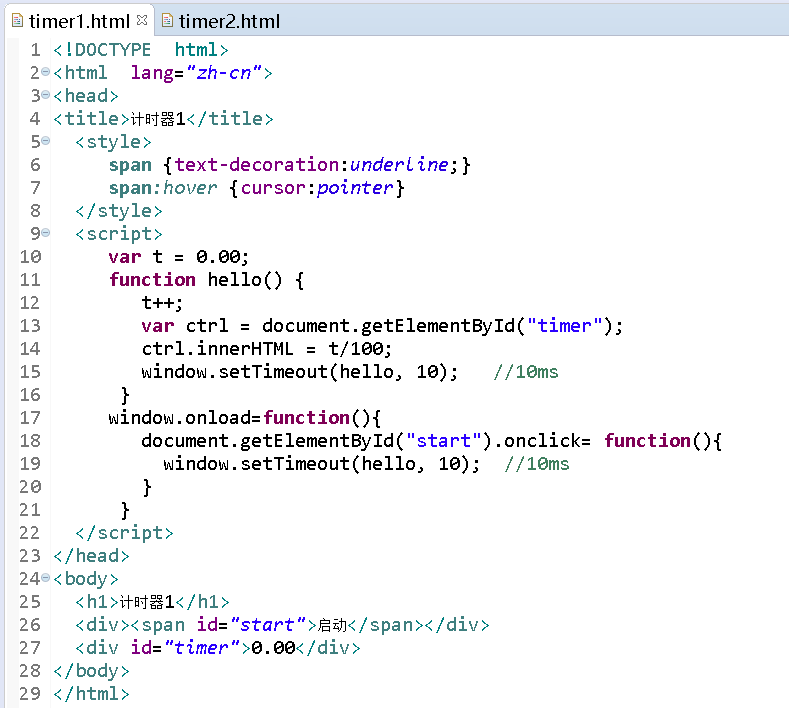 timer1.html timer2.html
1 <!DOCTYPE  html>
2 <html  lang="zh-cn">
3 <head>
4 <title>计时器1</title>
5   <style>
6      span {text-decoration:underline;}
7      span:hover {cursor:pointer}
8   </style>
9   <script>
10      var t = 0.00;
11      function hello() {
12         t++;
13         var ctrl = document.getElementById("timer");
14         ctrl.innerHTML = t/100;
15         window.setTimeout(hello, 10);   //10ms
16       }
17      window.onload=function(){
18         document.getElementById("start").onclick= function(){
19           window.setTimeout(hello, 10);  //10ms
20         }
21       }
22   </script>
23 </head>
24 <body>
25   <h1>计时器1</h1>
26   <div><span id="start">启动</span></div>
27   <div id="timer">0.00</div>
28 </body>
29 </html>